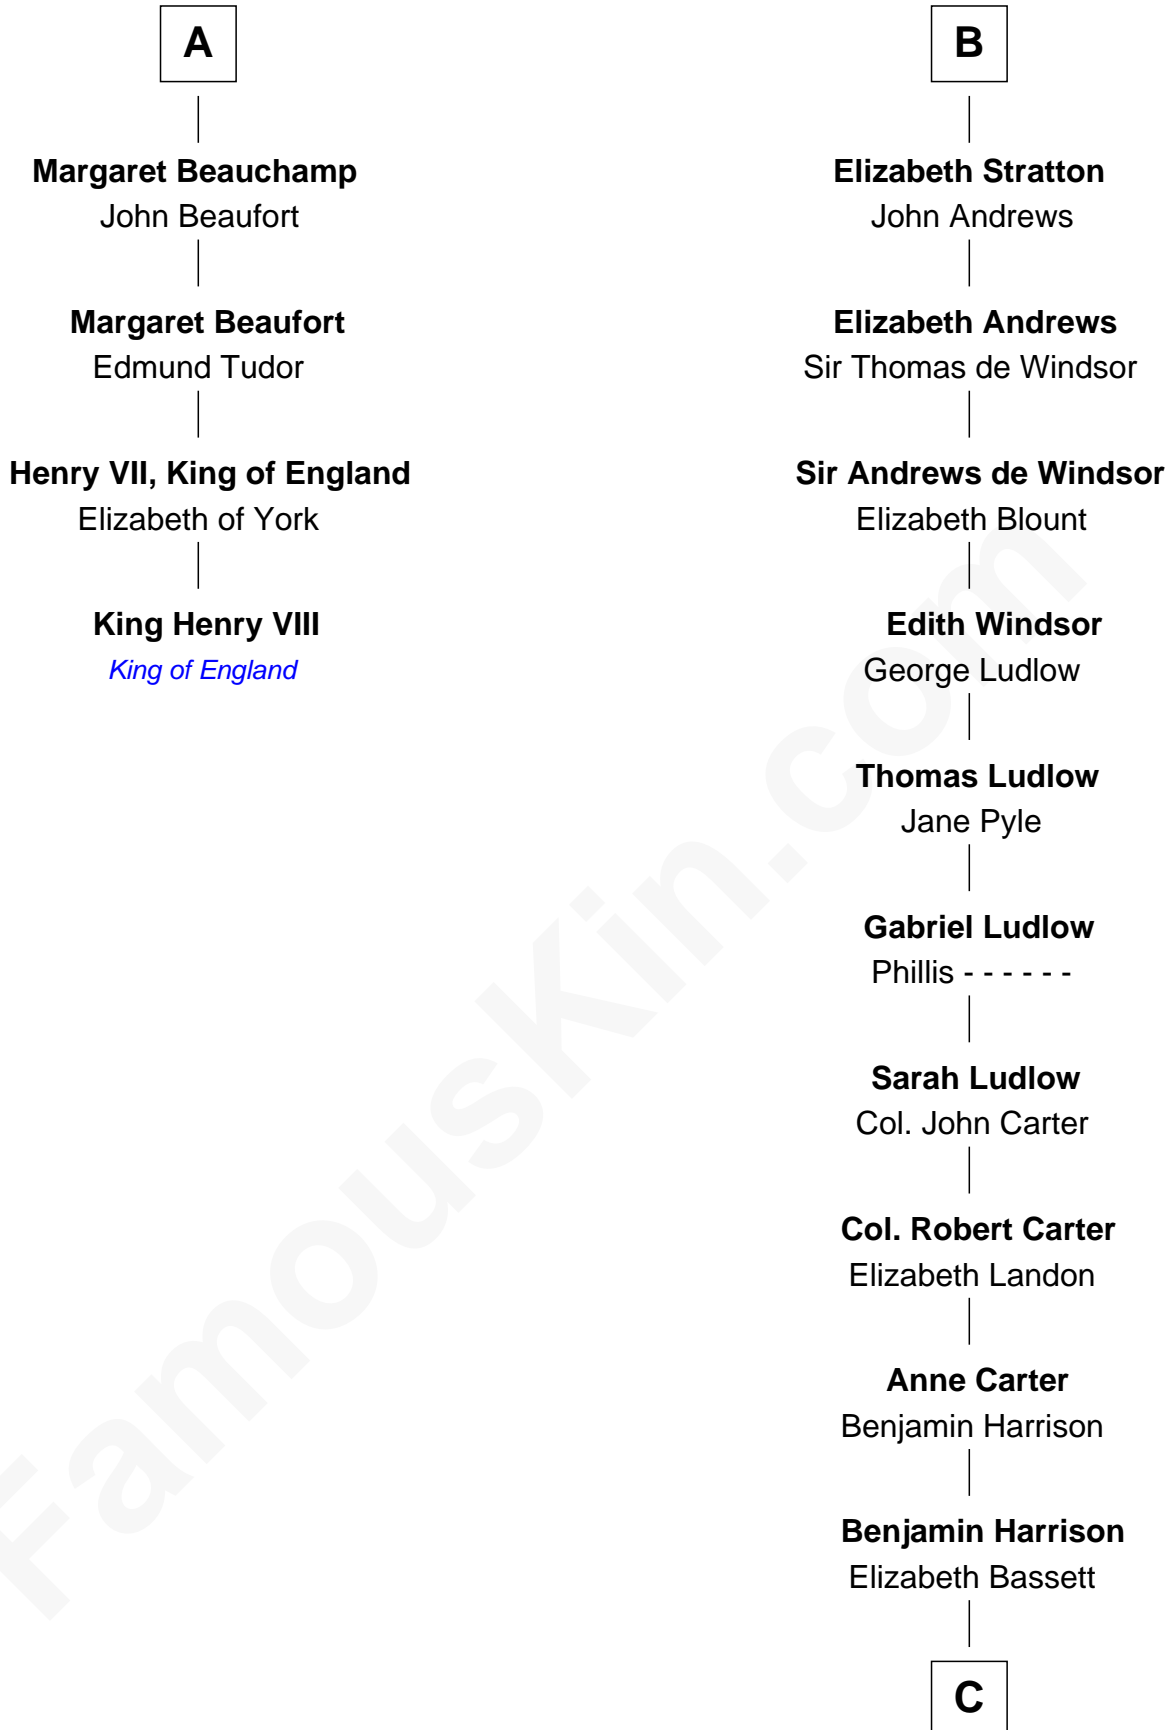 A
Margaret Beauchamp
John Beaufort
Margaret Beaufort
Edmund Tudor
Henry VII, King of England
Elizabeth of York
King Henry VIII
King of England
B
Elizabeth Stratton
John Andrews
Elizabeth Andrews
Sir Thomas de Windsor
Sir Andrews de Windsor
Elizabeth Blount
Edith Windsor
George Ludlow
Thomas Ludlow
Jane Pyle
Gabriel Ludlow
Phillis - - - - - -
Sarah Ludlow
Col. John Carter
Col. Robert Carter
Elizabeth Landon
Anne Carter
Benjamin Harrison
Benjamin Harrison
Elizabeth Bassett
C
FamousKin.com